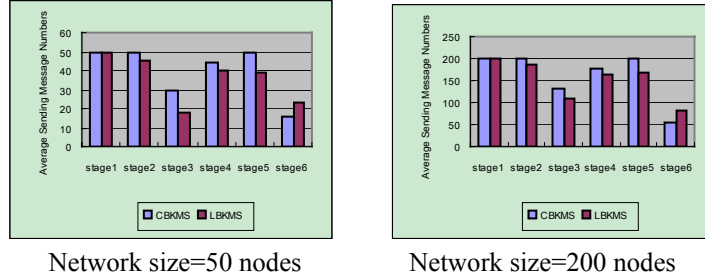 Average Sending Message Numbers
60
50
40
30
20
10
0
stage1 stage2 stage3 stage4 stage5 stage6
CBKMS LBKMS
Network size=50 nodes
Average Sending Message Numbers
250
200
150
100
50
0
stage1 stage2 stage3 stage4 stage5 stage6
CBKMS LBKMS
Network size=200 nodes